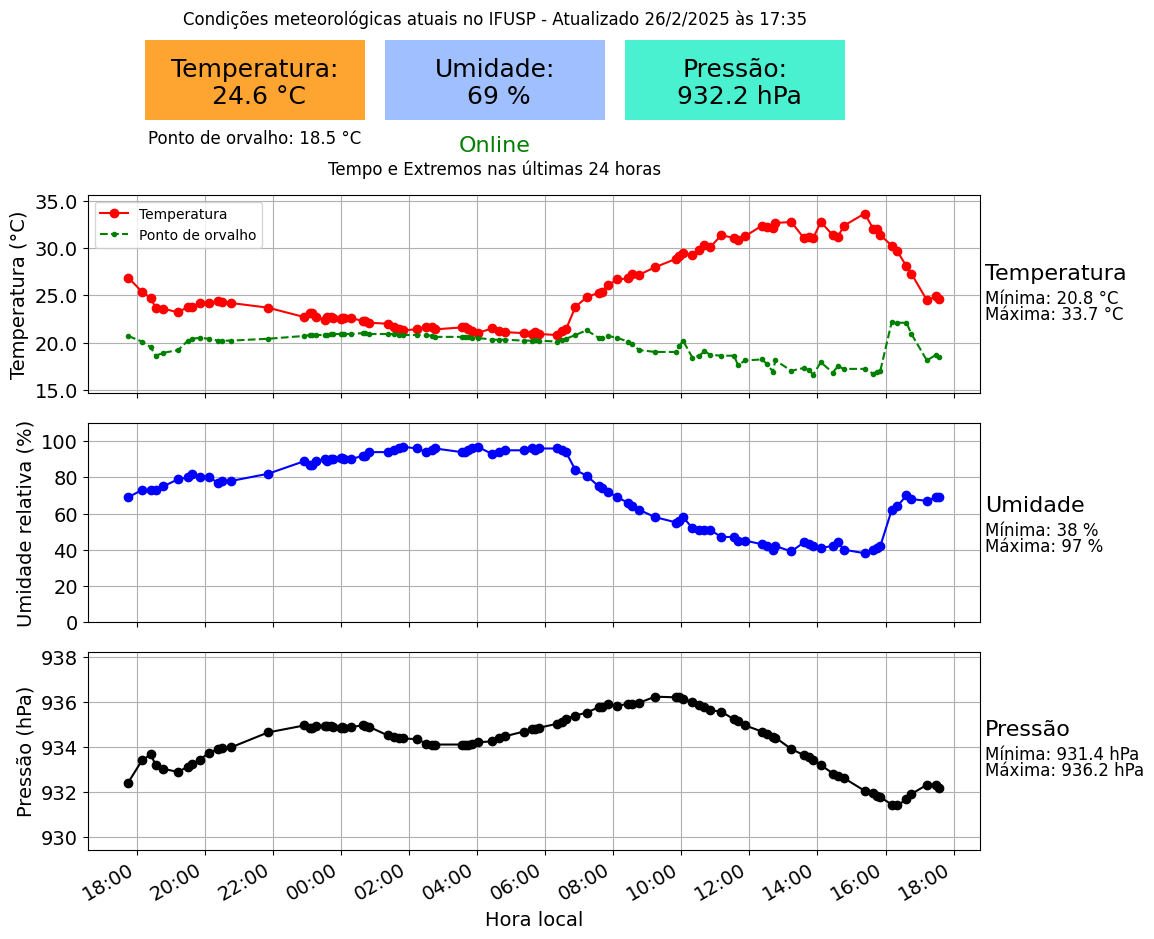 Condições meteorológicas atuais no IFUSP - Atualizado 26/2/2025 às 17:35
Temperatura:
24.6 °C
Umidade:
69 %
Pressão:
932.2 hPa
Ponto de orvalho: 18.5 °C
Online
Tempo e Extremos nas últimas 24 horas
Temperatura (°C)
35.0
30.0
25.0
20.0
15.0
Temperatura
Ponto de orvalho
Temperatura
Mínima: 20.8 °C
Máxima: 33.7 °C
Umidade relativa (%)
100
80
60
40
20
0
Umidade
Mínima: 38 %
Máxima: 97 %
Pressão (hPa)
938
936
934
932
930
Pressão
Mínima: 931.4 hPa
Máxima: 936.2 hPa
18:00 20:00 22:00 00:00 02:00 04:00 06:00 08:00 10:00 12:00 14:00 16:00 18:00
Hora local